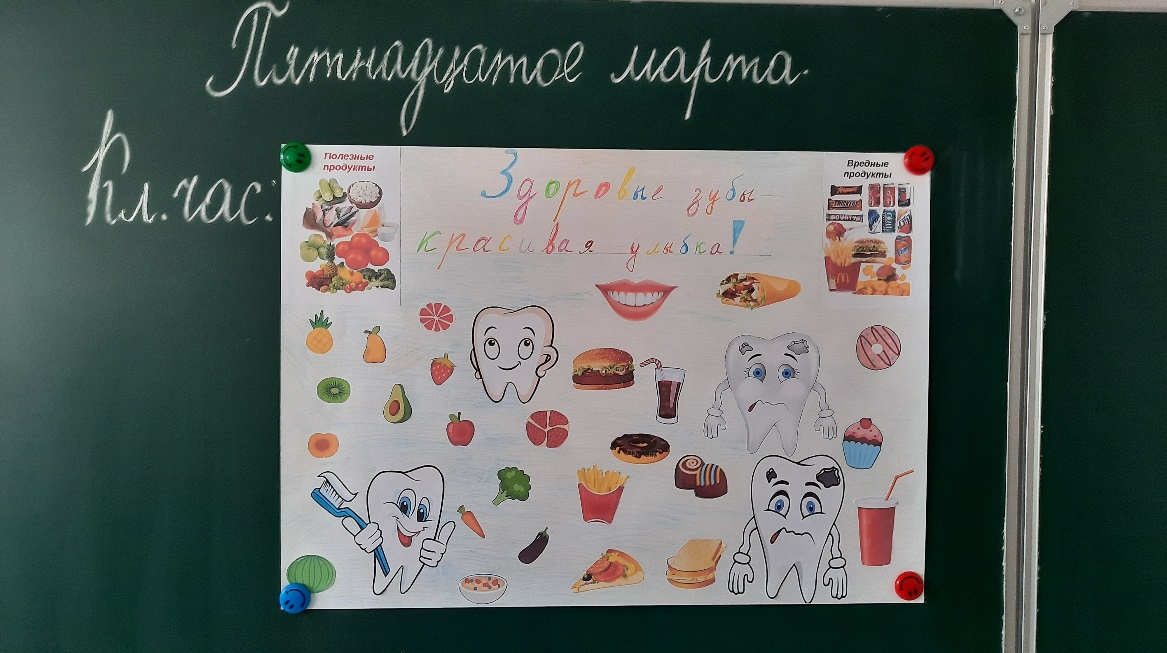 Пятнадцатое марта.
Кл. час:
Полезные
продукты
Здоровые зубы –
красивая улыбка!
Вредные
продукты